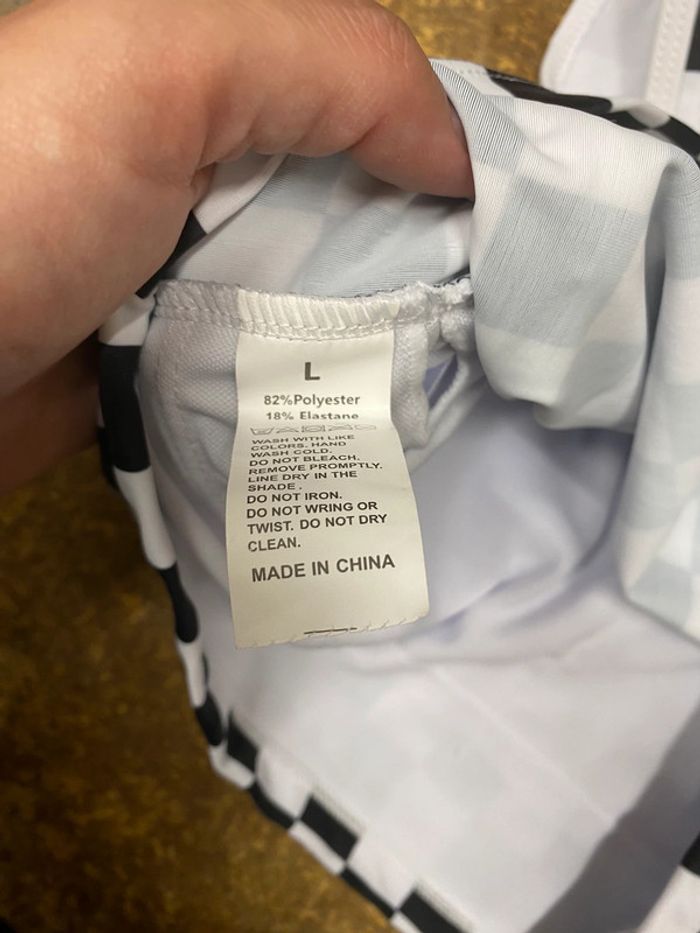 L
82%Polyester
18% Elastane
WASH WITH LIKE
COLORS. HAND
WASH COLD.
DO NOT BLEACH.
REMOVE PROMPTLY.
LINE DRY IN THE
SHADE .
DO NOT IRON.
DO NOT WRING OR
TWIST. DO NOT DRY
CLEAN.
MADE IN CHINA